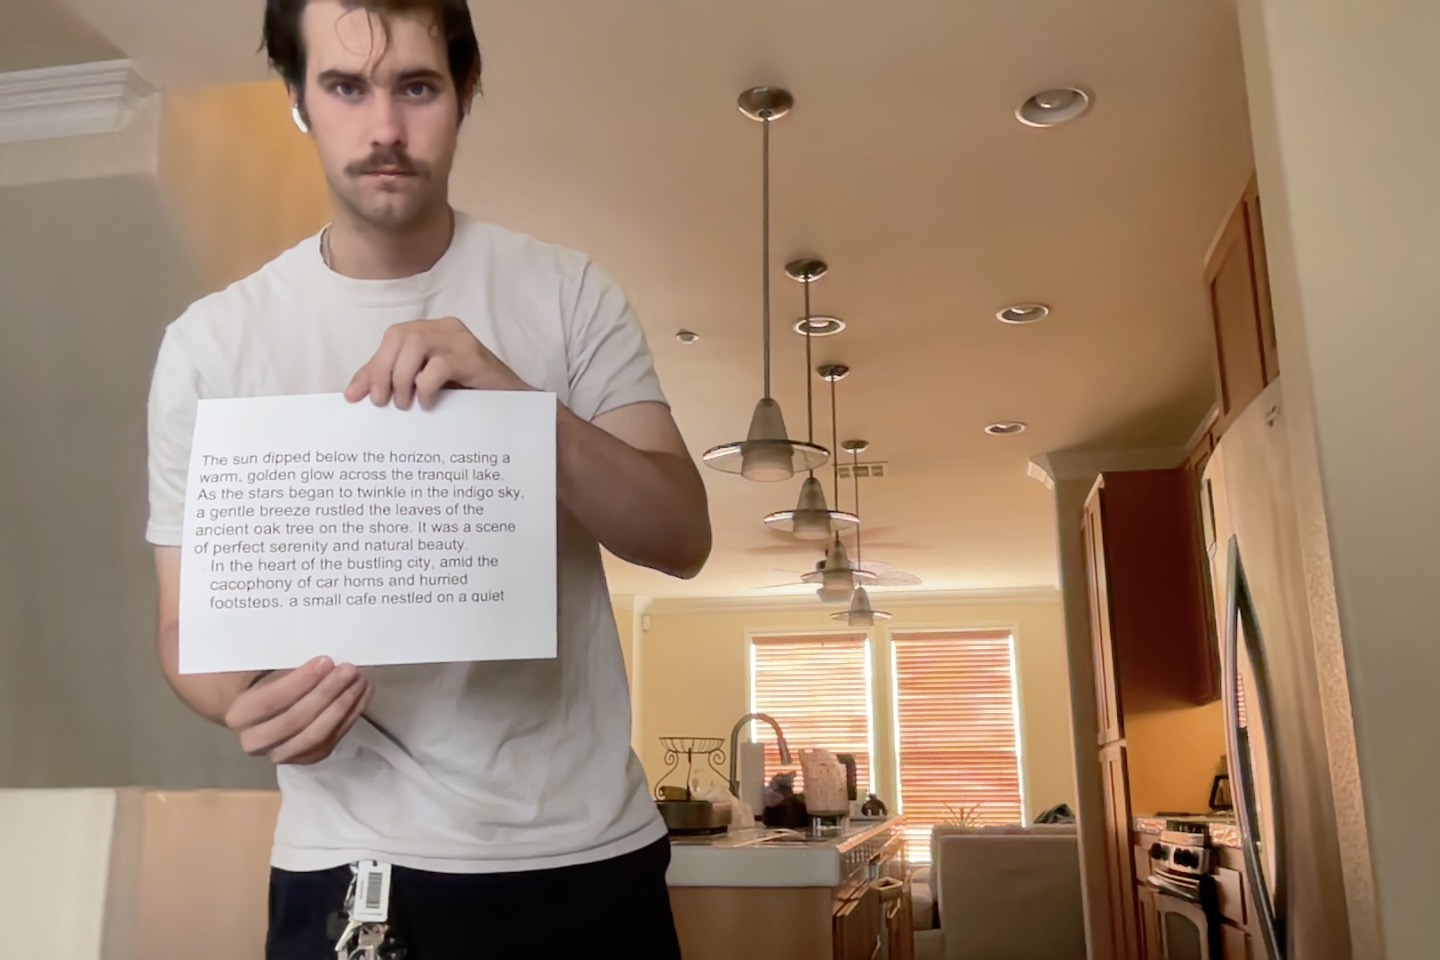 The sun dipped below the horizon, casting a
warm, golden glow across the tranquil lake.
As the stars began to twinkle in the indigo sky,
a gentle breeze rustled the leaves of the
ancient oak tree on the shore. It was a scene
of perfect serenity and natural beauty.
In the heart of the bustling city, amid the
cacophony of car horns and hurried
footsteps, a small cafe nestled on a quiet